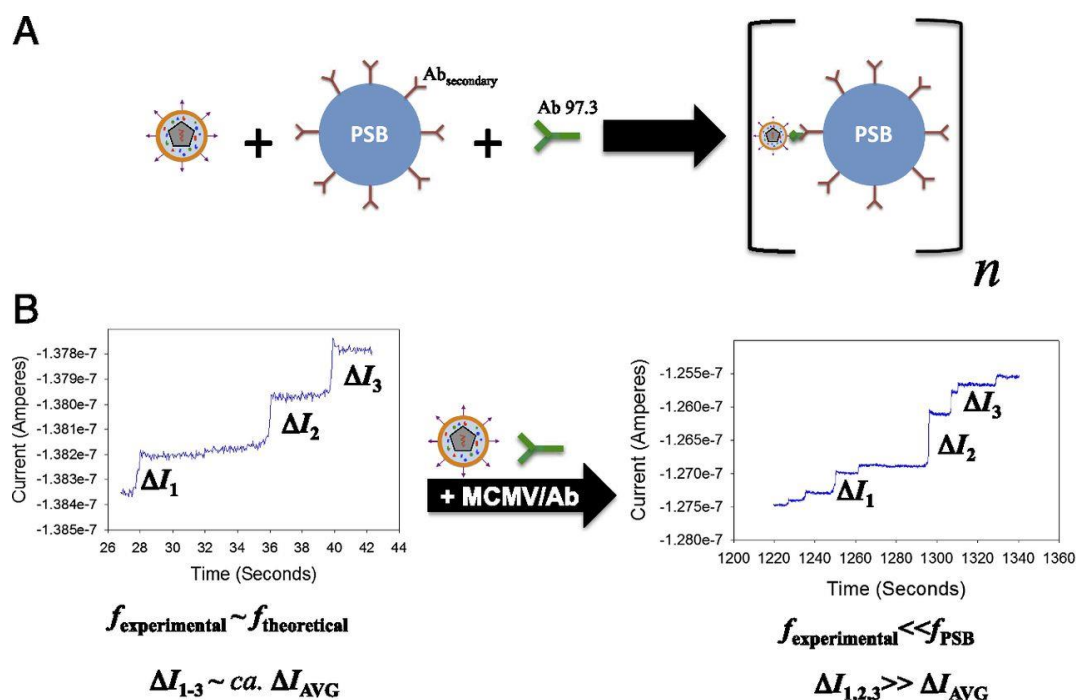 A
Ab_secondary
PSB
+
+
Ab 97.3
PSB
n
B
Current (Amperes)
-1.378e-7
-1.379e-7
-1.380e-7
-1.381e-7
-1.382e-7
-1.383e-7
-1.384e-7
-1.385e-7
26 28 30 32 34 36 38 40 42 44
Time (Seconds)
ΔI₁
ΔI₂
ΔI₃
f_experimental ~ f_theoretical
ΔI₁₋₃ ~ ca. ΔI_AVG
+ MCMV/Ab
Current (Amperes)
-1.255e-7
-1.260e-7
-1.265e-7
-1.270e-7
-1.275e-7
-1.280e-7
1200 1220 1240 1260 1280 1300 1320 1340 1360
Time (Seconds)
ΔI₁
ΔI₂
ΔI₃
f_experimental<<f_PSB
ΔI₁,₂,₃>> ΔI_AVG